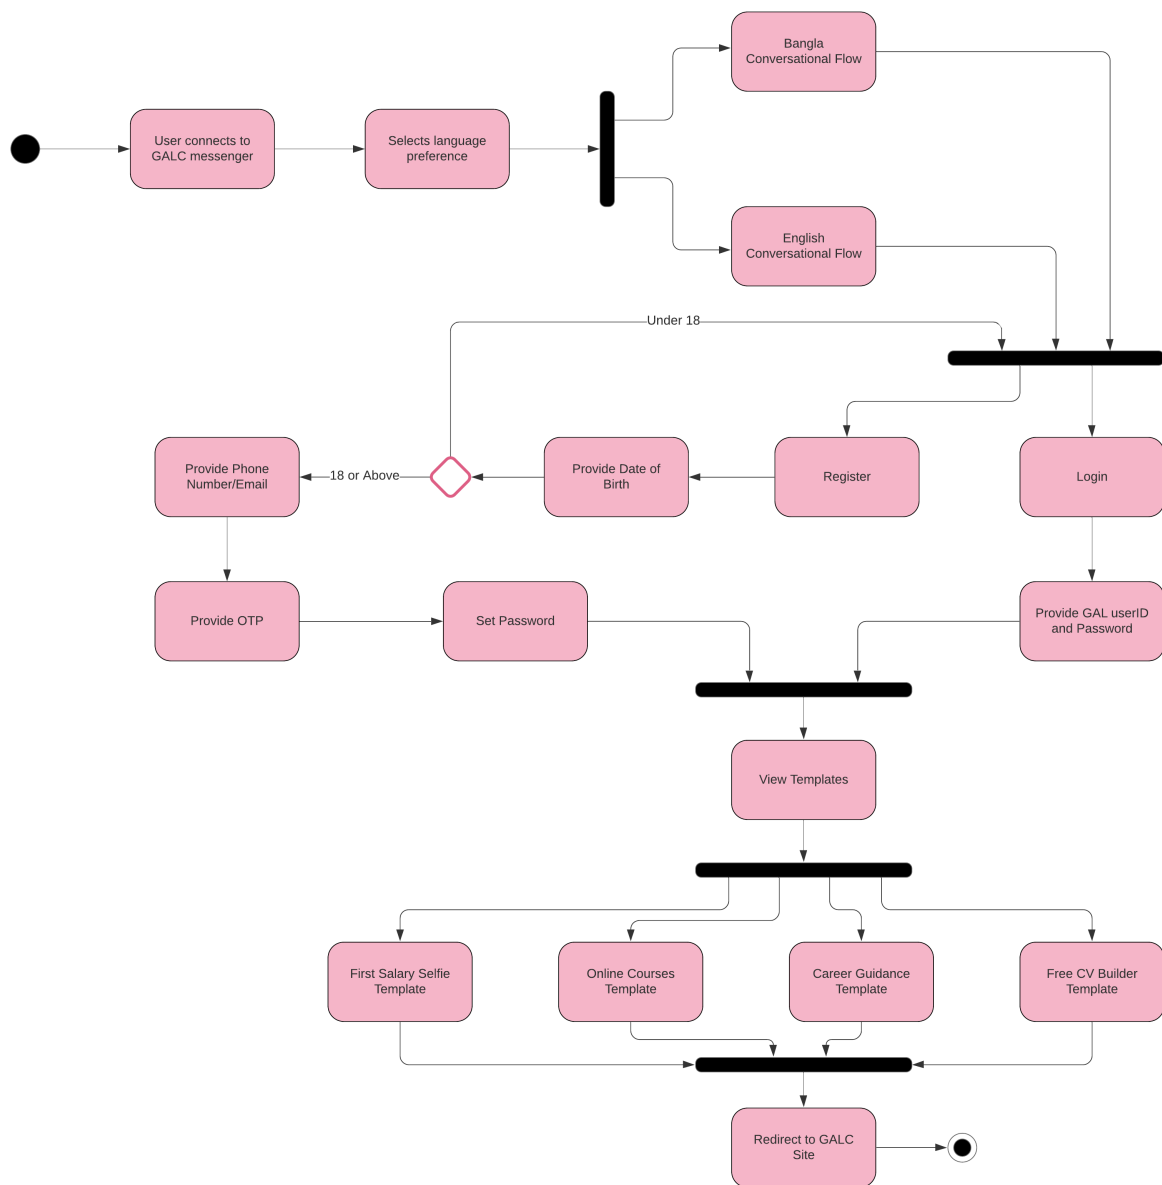 Bangla
Conversational Flow
User connects to
GALC messenger
Selects language
preference
English
Conversational Flow
Under 18
Provide Phone
Number/Email
18 or Above
Provide Date of
Birth
Register
Login
Provide OTP
Set Password
Provide GAL userID
and Password
View Templates
First Salary Selfie
Template
Online Courses
Template
Career Guidance
Template
Free CV Builder
Template
Redirect to GALC
Site